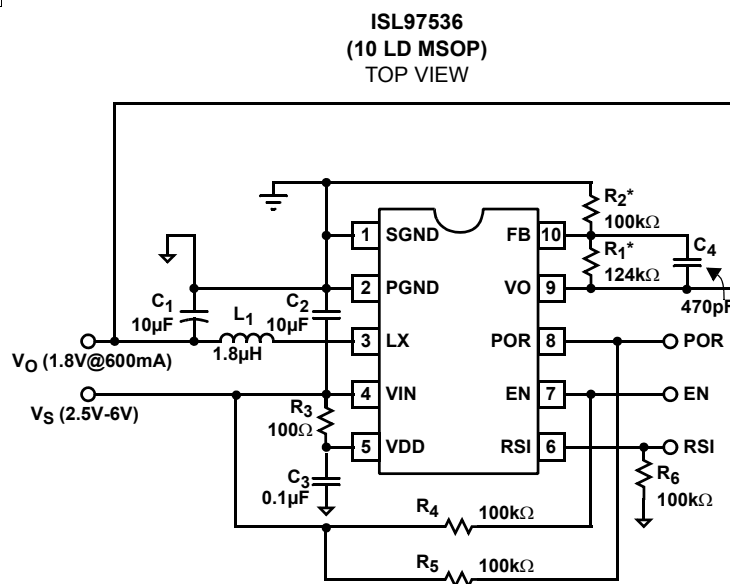 ISL97536
(10 LD MSOP)
TOP VIEW
R2*
100kΩ
1 SGND FB 10
R1*
124kΩ
C4
470pF
2 PGND VO 9
C1
10µF
L1
1.8µH
C2
10µF
3 LX POR 8
POR
VO (1.8V@600mA)
4 VIN EN 7
EN
VS (2.5V-6V)
R3
100Ω
5 VDD RSI 6
RSI
C3
0.1µF
R6
100kΩ
R4 100kΩ
R5 100kΩ